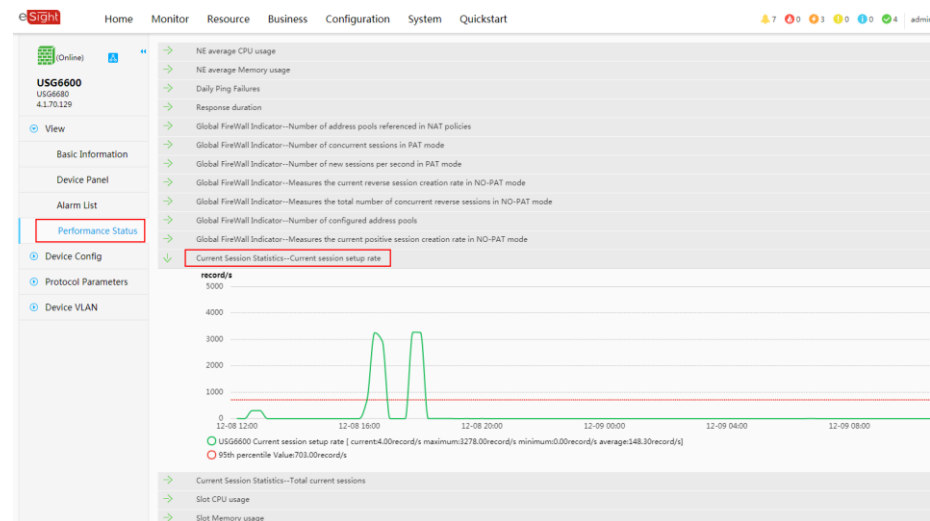 eSight Home Monitor Resource Business Configuration System Quickstart 7 0 3 0 0 4 admin
(Online)
USG6600
USG6680
4.1.70.129
View
Basic Information
Device Panel
Alarm List
Performance Status
Device Config
Protocol Parameters
Device VLAN
NE average CPU usage
NE average Memory usage
Daily Ping Failures
Response duration
Global FireWall Indicator--Number of address pools referenced in NAT policies
Global FireWall Indicator--Number of concurrent sessions in PAT mode
Global FireWall Indicator--Number of new sessions per second in PAT mode
Global FireWall Indicator--Measures the current reverse session creation rate in NO-PAT mode
Global FireWall Indicator--Measures the total number of concurrent reverse sessions in NO-PAT mode
Global FireWall Indicator--Number of configured address pools
Global FireWall Indicator--Measures the current positive session creation rate in NO-PAT mode
Current Session Statistics--Current session setup rate
record/s
5000
4000
3000
2000
1000
0
12-08 12:00 12-08 16:00 12-08 20:00 12-09 00:00 12-09 04:00 12-09 08:00
USG6600 Current session setup rate [ current:4.00record/s maximum:3278.00record/s minimum:0.00record/s average:148.30record/s]
95th percentile Value:703.00record/s
Current Session Statistics--Total current sessions
Slot CPU usage
Slot Memory usage